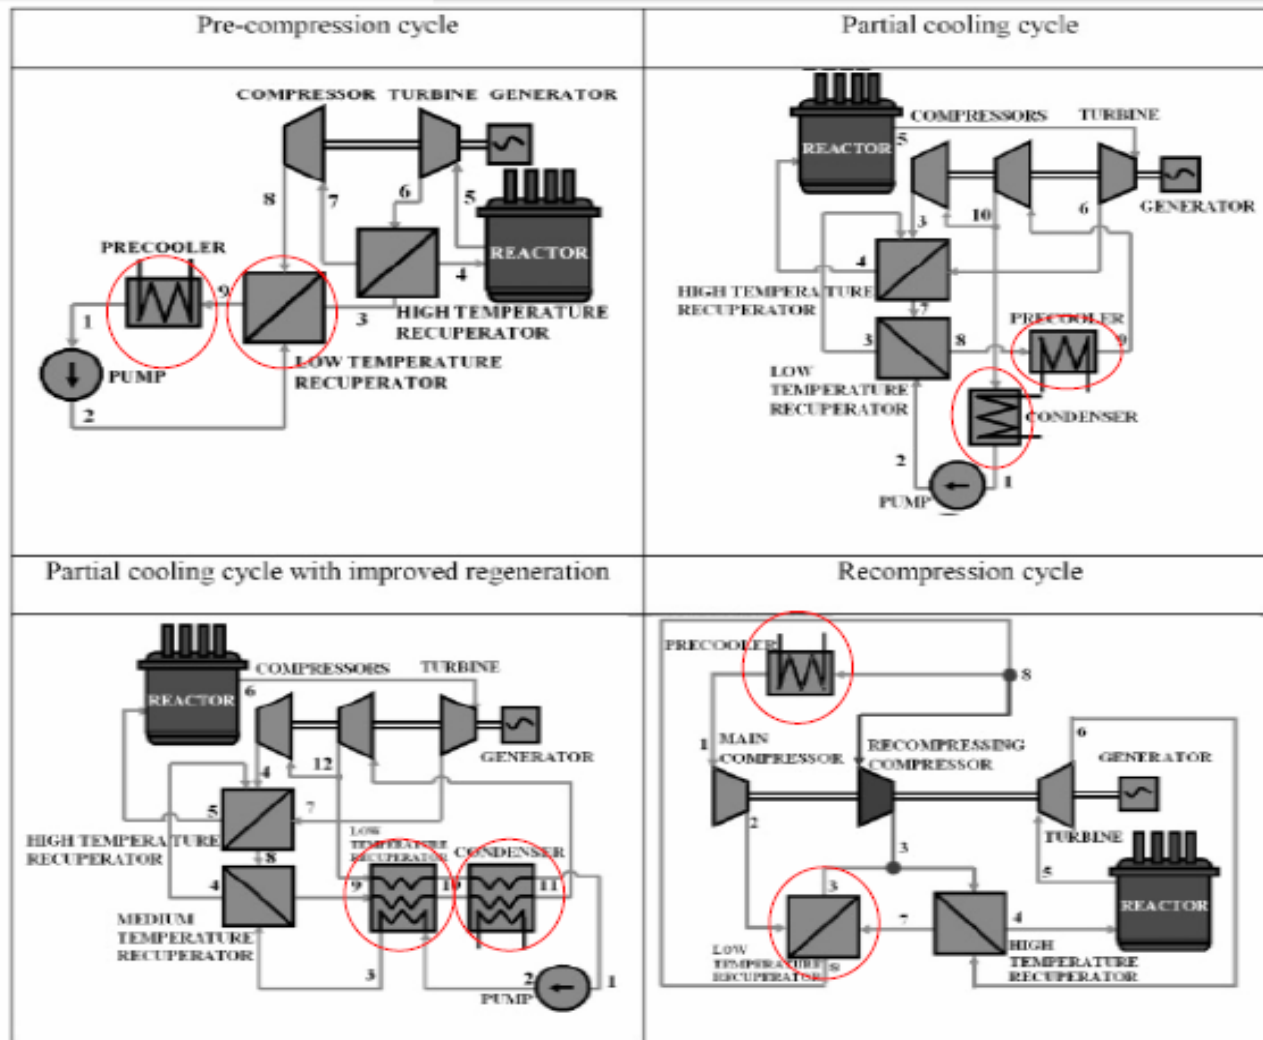 Pre-compression cycle
COMPRESSOR TURBINE GENERATOR
8
7
6
5
PRECOOLER
REACTOR
9
4
1
3
HIGH TEMPERATURE
RECUPERATOR
LOW TEMPERATURE
RECUPERATOR
PUMP
2
Partial cooling cycle
COMPRESSORS
TURBINE
5
REACTOR
3
10
6
GENERATOR
4
HIGH TEMPERATURE
RECUPERATOR
7
PRECOOLER
3
8
9
LOW
TEMPERATURE
RECUPERATOR
CONDENSER
2
1
PUMP
Partial cooling cycle with improved regeneration
COMPRESSORS
TURBINE
6
REACTOR
GENERATOR
4
12
5
7
HIGH TEMPERATURE
RECUPERATOR
LOW
TEMPERATURE
RECUPERATOR
CONDENSER
8
4
9
10
11
MEDIUM
TEMPERATURE
RECUPERATOR
3
2
1
PUMP
Recompression cycle
PRECOOLER
8
1
MAIN
COMPRESSOR
RECOMPRESSING
COMPRESSOR
6
GENERATOR
2
3
TURBINE
5
3
7
4
REACTOR
LOW
TEMPERATURE
RECUPERATOR
8
HIGH
TEMPERATURE
RECUPERATOR